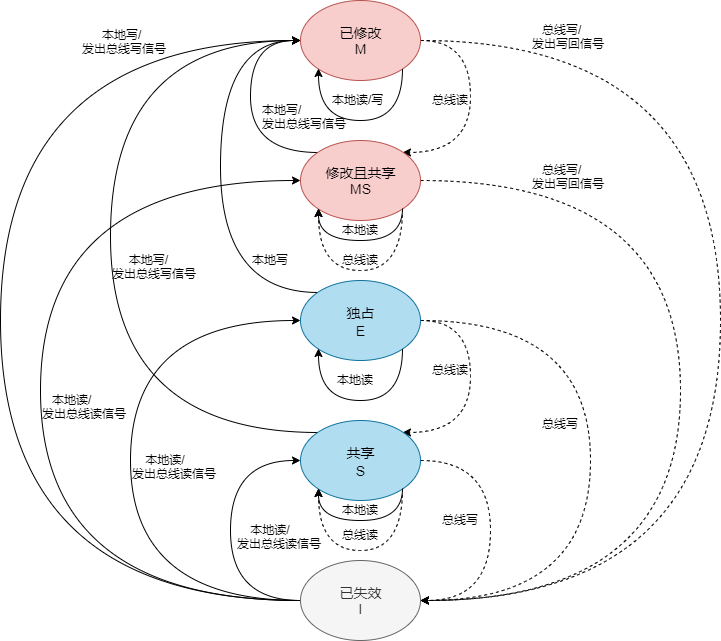 已修改
M
本地写/
发出总线写信号
总线写/
发出写回信号
本地读/写
总线读
本地写/
发出总线写信号
修改且共享
MS
总线写/
发出写回信号
本地读
总线读
本地写/
发出总线写信号
本地写
独占
E
本地读
总线读
本地读/
发出总线读信号
总线写
共享
S
本地读/
发出总线读信号
本地读
总线读
总线写
本地读/
发出总线读信号
已失效
I